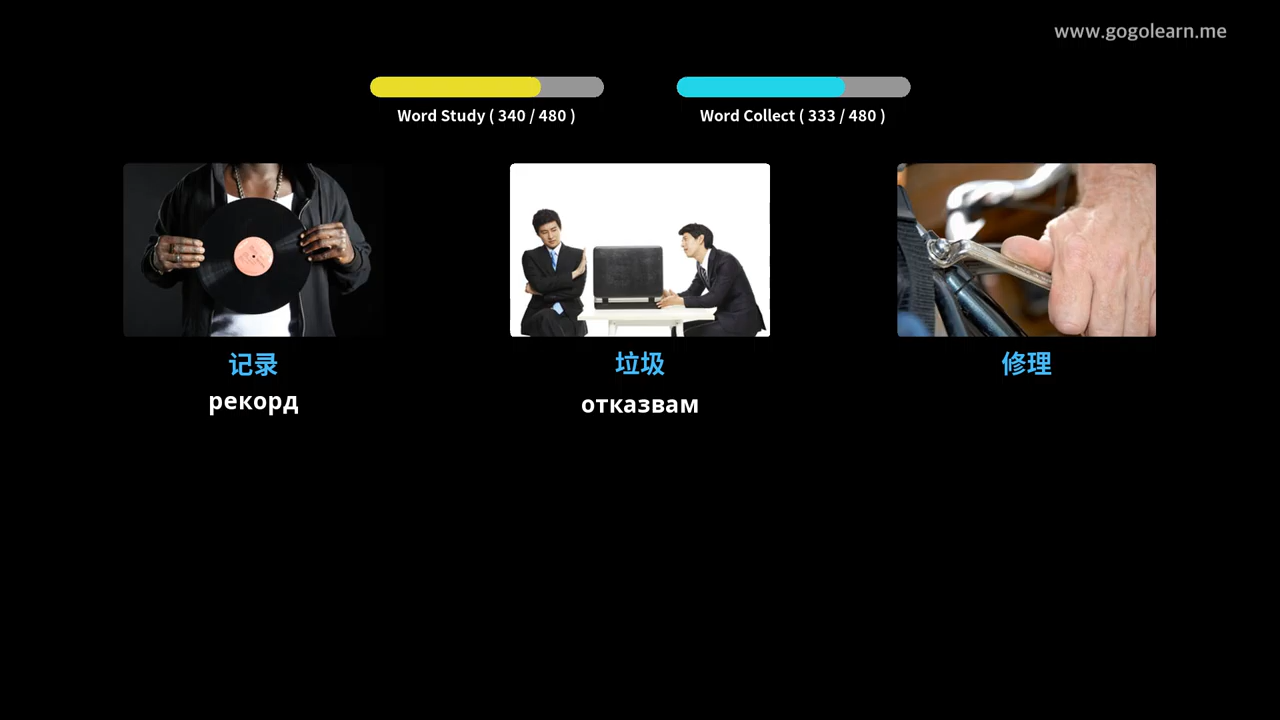 www.gogolearn.me
Word Study ( 340 / 480 )
Word Collect ( 333 / 480 )
记录
垃圾
修理
рекорд
отказвам